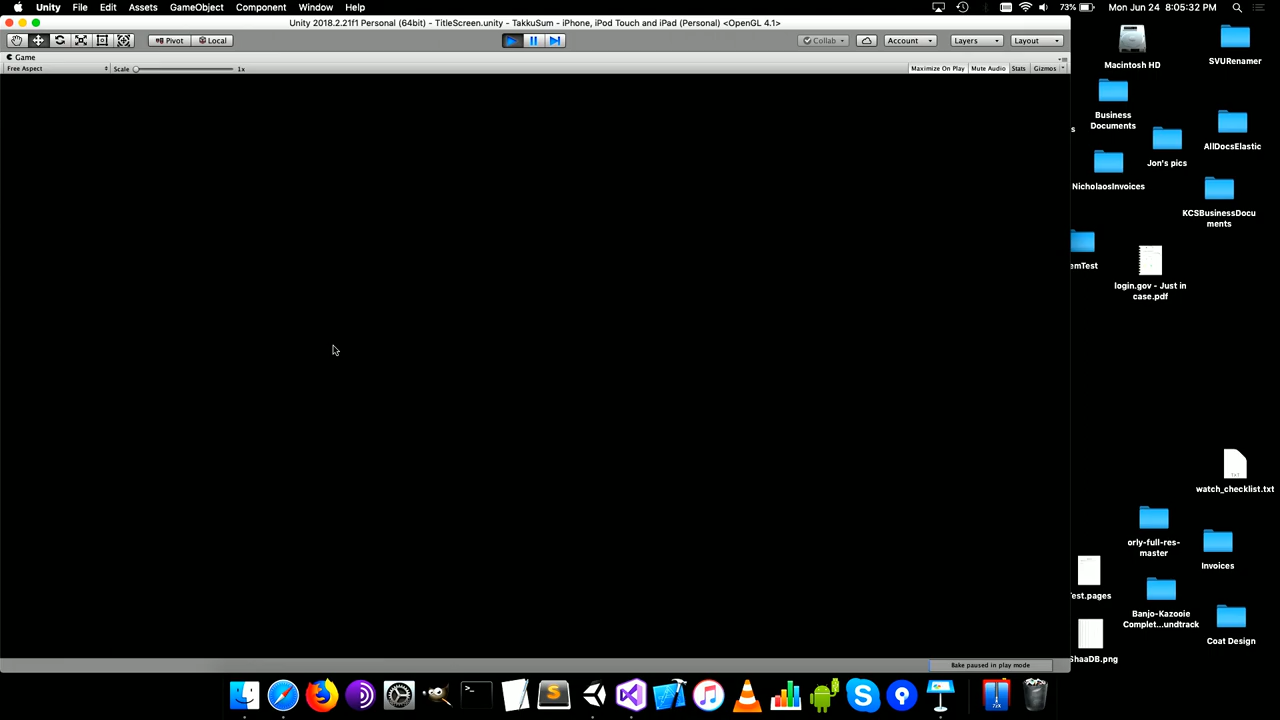 Unity File Edit Assets GameObject Component Window Help 73% Mon Jun 24 8:05:32 PM
Unity 2018.2.21f1 Personal (64bit) - TitleScreen.unity - TakkuSum - iPhone, iPod Touch and iPad (Personal) <OpenGL 4.1>
Pivot Local Collab Account Layers Layout
Game
Free Aspect Scale 1x Maximize On Play Mute Audio Stats Gizmos
Macintosh HD
SVURenamer
Business
Documents
s
AllDocsElastic
Jon's pics
NicholaosInvoices
KCSBusinessDocu
ments
emTest
login.gov - Just in
case.pdf
TXT
watch_checklist.txt
orly-full-res-
master
Invoices
est.pages
Banjo-Kazooie
Complet...undtrack
Coat Design
ShaaDB.png
Bake paused in play mode